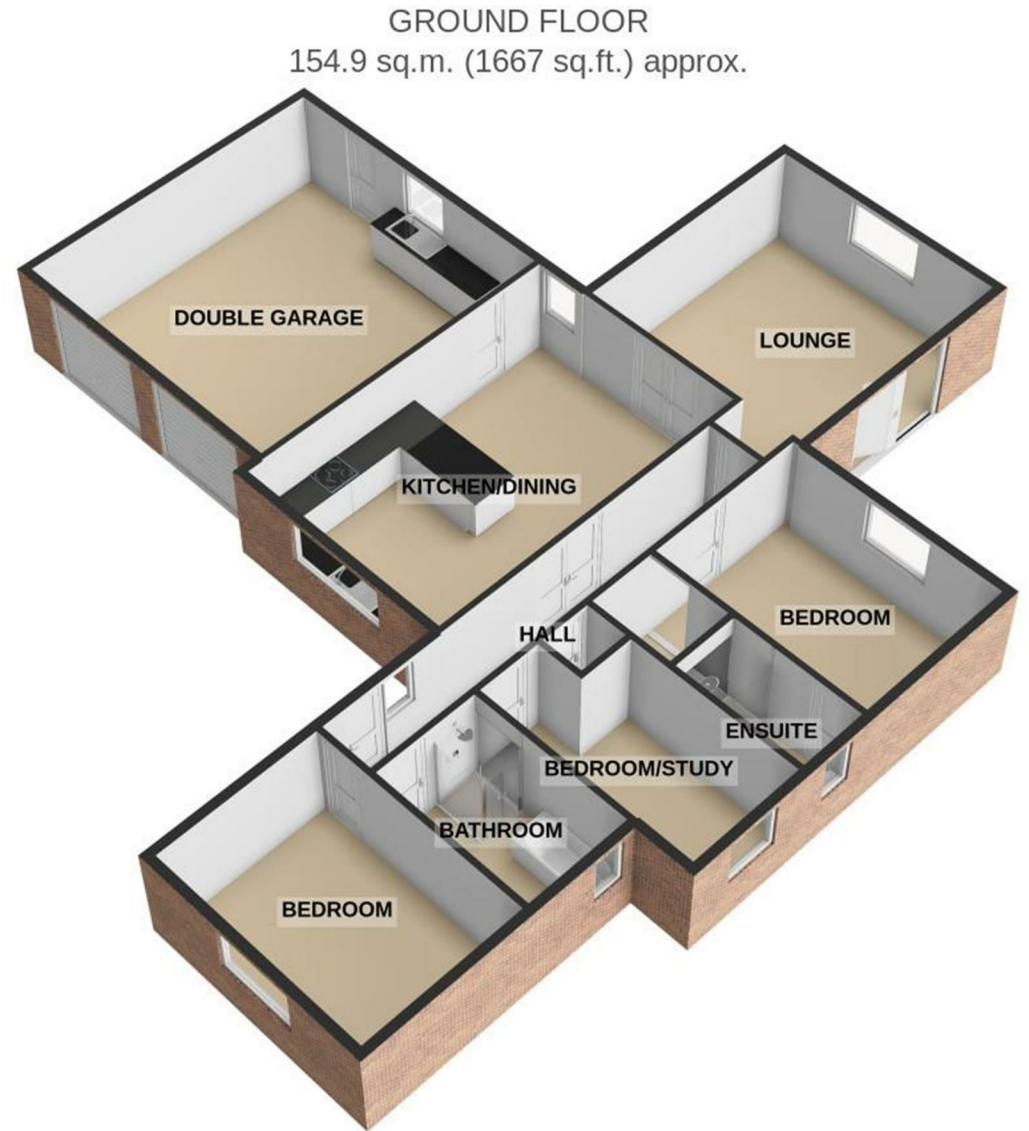 GROUND FLOOR
154.9 sq.m. (1667 sq.ft.) approx.
DOUBLE GARAGE
LOUNGE
KITCHEN/DINING
BEDROOM
HALL
ENSUITE
BEDROOM/STUDY
BATHROOM
BEDROOM